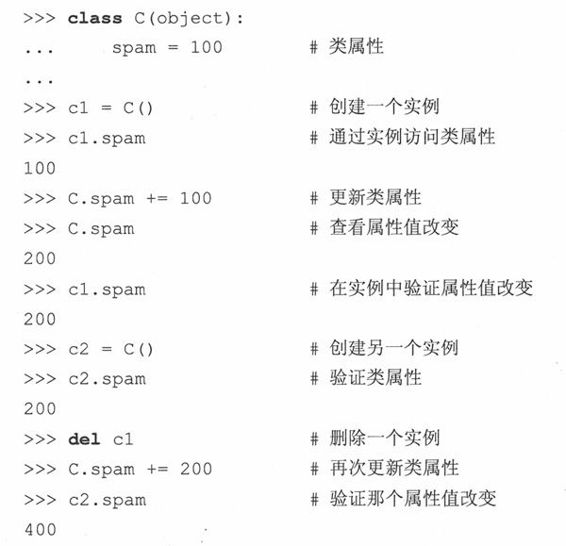 >>> class C(object):
...     spam = 100          # 类属性
...
>>> c1 = C()                # 创建一个实例
>>> c1.spam                 # 通过实例访问类属性
100
>>> C.spam += 100           # 更新类属性
>>> C.spam                  # 查看属性值改变
200
>>> c1.spam                 # 在实例中验证属性值改变
200
>>> c2 = C()                # 创建另一个实例
>>> c2.spam                 # 验证类属性
200
>>> del c1                  # 删除一个实例
>>> C.spam += 200           # 再次更新类属性
>>> c2.spam                 # 验证那个属性值改变
400